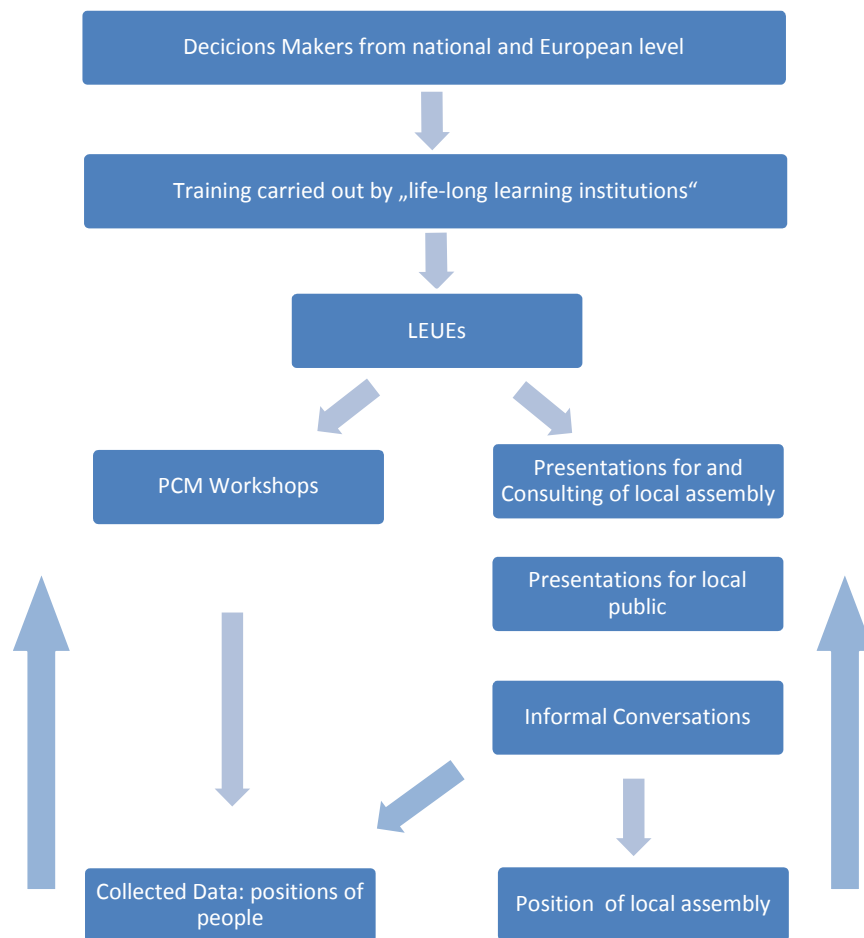 Decicions Makers from national and European level
Training carried out by „life-long learning institutions“
LEUEs
PCM Workshops
Presentations for and
Consulting of local assembly
Presentations for local
public
Informal Conversations
Collected Data: positions of
people
Position of local assembly